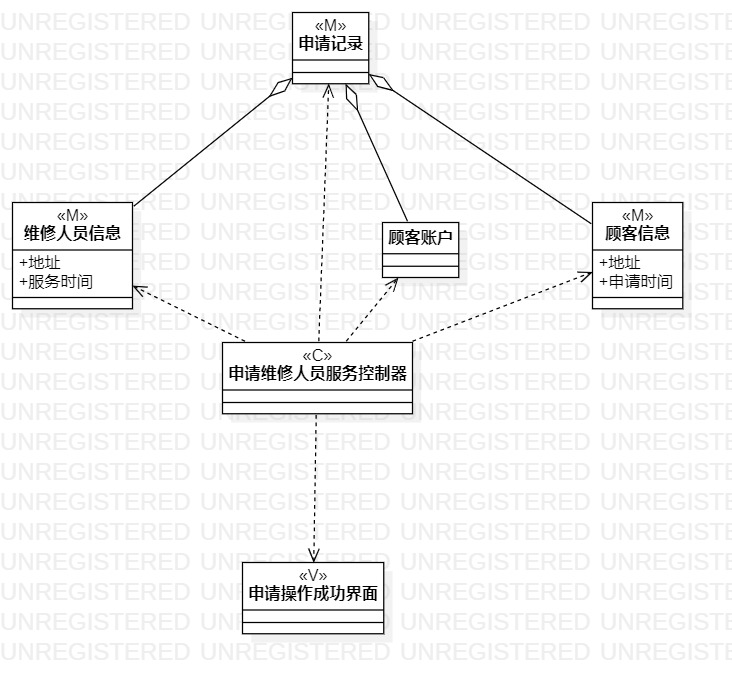 «M»
申请记录
«M»
维修人员信息
+地址
+服务时间
顾客账户
«M»
顾客信息
+地址
+申请时间
«C»
申请维修人员服务控制器
«V»
申请操作成功界面
UNREGISTERED